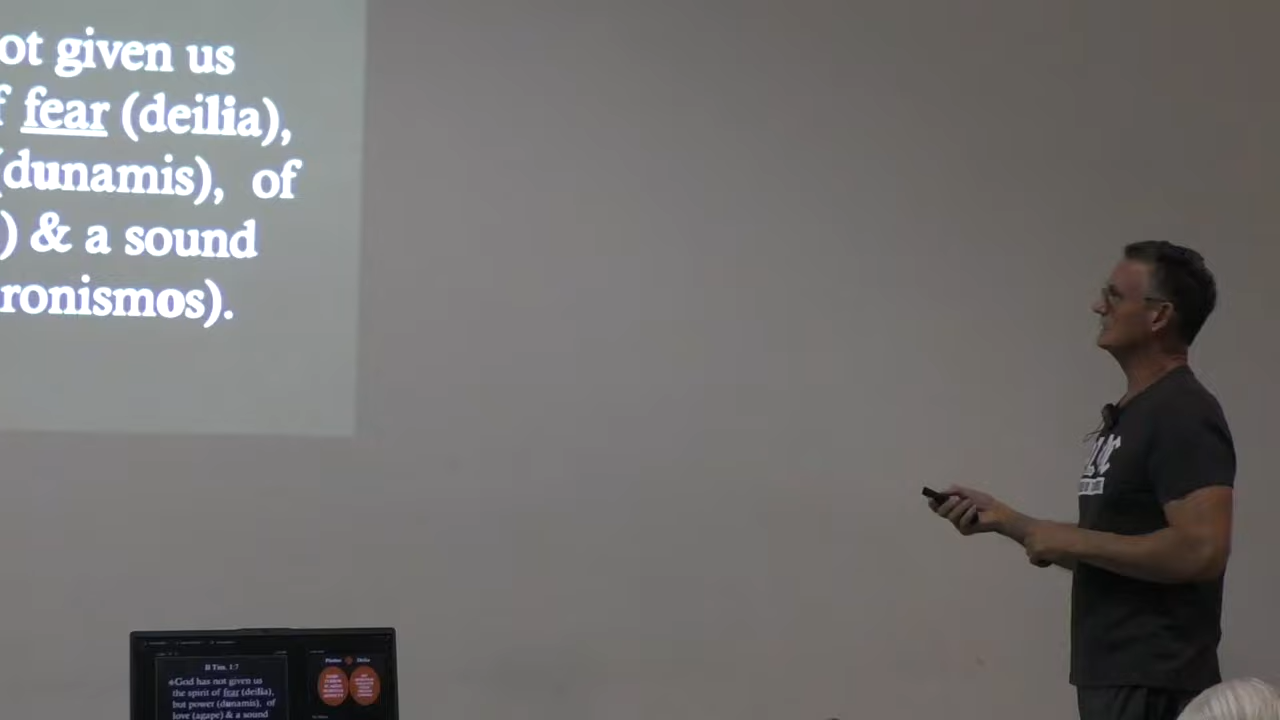 ot given us
f fear (deilia),
(dunamis), of
) & a sound
ronismos).
II Tim. 1:7
God has not given us
the spirit of fear (deilia),
but power (dunamis), of
love (agape) & a sound